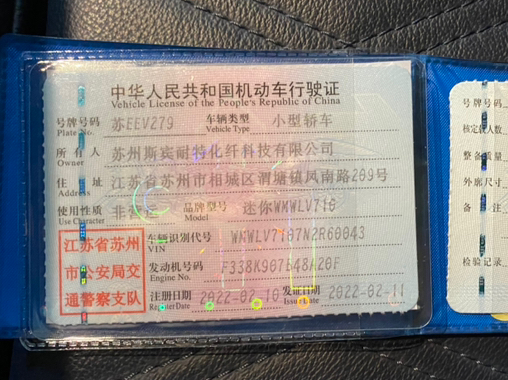 中华人民共和国机动车行驶证
Vehicle License of the People's Republic of China
号牌号码 苏EEV279 车辆类型 小型轿车
Plate No. Vehicle Type
所有人 苏州斯宾耐特化纤科技有限公司
Owner
住址 江苏省苏州市相城区渭塘镇凤南路209号
Address
使用性质 非营运 品牌型号 迷你WMWLV710
Use Character Model
江苏省苏州
市公安局交
通警察支队
车辆识别代号
VIN
发动机号码
Engine No.
注册日期 2022-02-10 发证日期 2022-02-11
Register Date Issue Date
号牌号码
核定载人数
整备质量
外廓尺寸
备注
检验记录